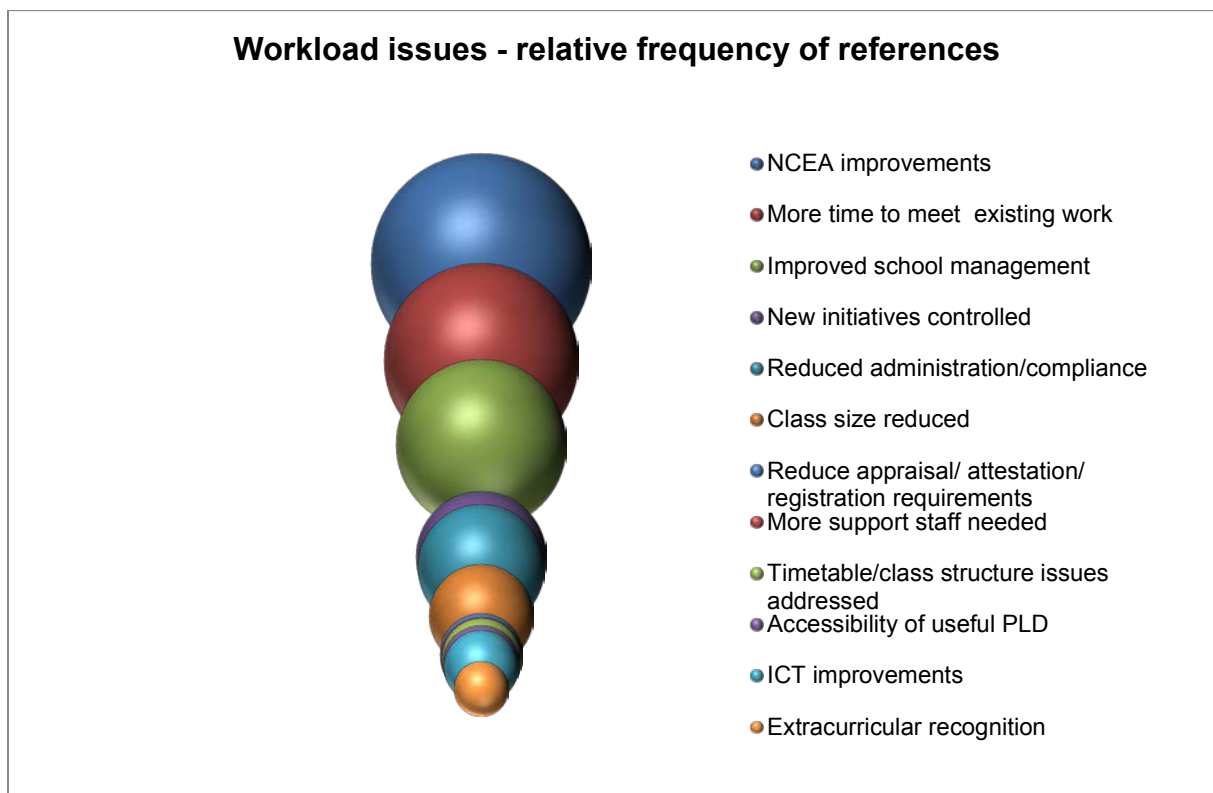 Workload issues - relative frequency of references
NCEA improvements
More time to meet  existing work
Improved school management
New initiatives controlled
Reduced administration/compliance
Class size reduced
Reduce appraisal/ attestation/
registration requirements
More support staff needed
Timetable/class structure issues
addressed
Accessibility of useful PLD
ICT improvements
Extracurricular recognition